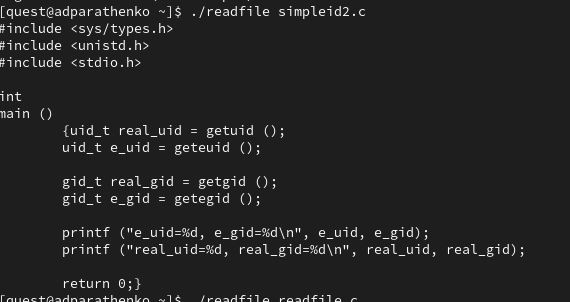 [quest@adparathenko ~]$ ./readfile simpleid2.c
#include <sys/types.h>
#include <unistd.h>
#include <stdio.h>
int
main ()
{uid_t real_uid = getuid ();
uid_t e_uid = geteuid ();
gid_t real_gid = getgid ();
gid_t e_gid = getegid ();
printf ("e_uid=%d, e_gid=%d\n", e_uid, e_gid);
printf ("real_uid=%d, real_gid=%d\n", real_uid, real_gid);
return 0;}
[quest@adparathenko ~]$ ./readfile readfile.c